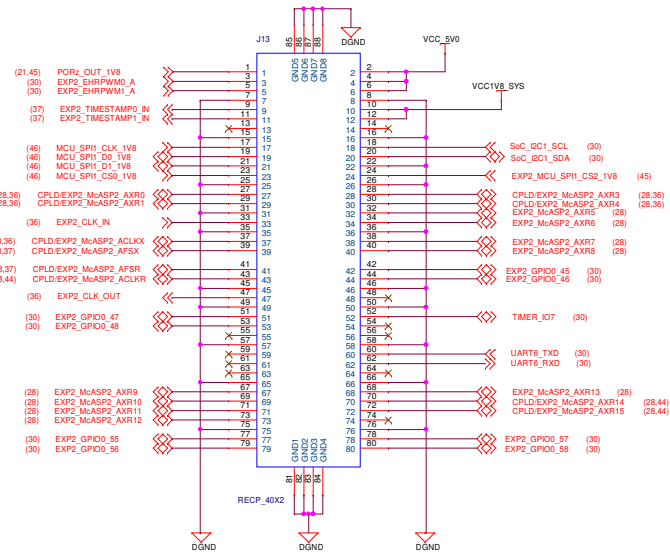 85 86 87 88
J13
GND5 GND6 GND7 GND8
DGND
VCC_5V0
VCC1V8_SYS
(21,45) PORz_OUT_1V8 1 1
(30) EXP2_EHRPWM0_A 3 3
(30) EXP2_EHRPWM1_A 5 5
7 7
(37) EXP2_TIMESTAMP0_IN 9 9
(37) EXP2_TIMESTAMP1_IN 11 11
13 13
15 15
(46) MCU_SPI1_CLK_1V8 17 17
(46) MCU_SPI1_D0_1V8 19 19
(46) MCU_SPI1_D1_1V8 21 21
(46) MCU_SPI1_CS0_1V8 23 23
25 25
28,36) CPLD/EXP2_McASP2_AXR0 27 27
28,36) CPLD/EXP2_McASP2_AXR1 29 29
31 31
(36) EXP2_CLK_IN 33 33
35 35
,36) CPLD/EXP2_McASP2_ACLKX 37 37
,37) CPLD/EXP2_McASP2_AFSX 39 39
,37) CPLD/EXP2_McASP2_AFSR 41 41
,44) CPLD/EXP2_McASP2_ACLKR 43 43
45 45
(36) EXP2_CLK_OUT 47 47
49 49
(30) EXP2_GPIO0_47 51 51
(30) EXP2_GPIO0_48 53 53
55 55
57 57
59 59
61 61
63 63
65 65
(28) EXP2_McASP2_AXR9 67 67
(28) EXP2_McASP2_AXR10 69 69
(28) EXP2_McASP2_AXR11 71 71
(28) EXP2_McASP2_AXR12 73 73
75 75
(30) EXP2_GPIO0_55 77 77
(30) EXP2_GPIO0_56 79 79
2 2
4 4
6 6
8 8
10 10
12 12
14 14
16 16
18 18 SoC_I2C1_SCL (30)
20 20 SoC_I2C1_SDA (30)
22 22
24 24 EXP2_MCU_SPI1_CS2_1V8 (45)
26 26
28 28 CPLD/EXP2_McASP2_AXR3 (28,36)
30 30 CPLD/EXP2_McASP2_AXR4 (28,36)
32 32 EXP2_McASP2_AXR5 (28)
34 34 EXP2_McASP2_AXR6 (28)
36 36
38 38 EXP2_McASP2_AXR7 (28)
40 40 EXP2_McASP2_AXR8 (28)
42 42 EXP2_GPIO0_45 (30)
44 44 EXP2_GPIO0_46 (30)
46 46
48 48
50 50
52 52 TIMER_IO7 (30)
54 54
56 56
58 58
60 60 UART6_TXD (30)
62 62 UART6_RXD (30)
64 64
66 66
68 68 EXP2_McASP2_AXR13 (28)
70 70 CPLD/EXP2_McASP2_AXR14 (28,44)
72 72 CPLD/EXP2_McASP2_AXR15 (28,44)
74 74
76 76
78 78 EXP2_GPIO0_57 (30)
80 80 EXP2_GPIO0_58 (30)
GND1 GND2 GND3 GND4
81 82 83 84
RECP_40X2
DGND DGND DGND